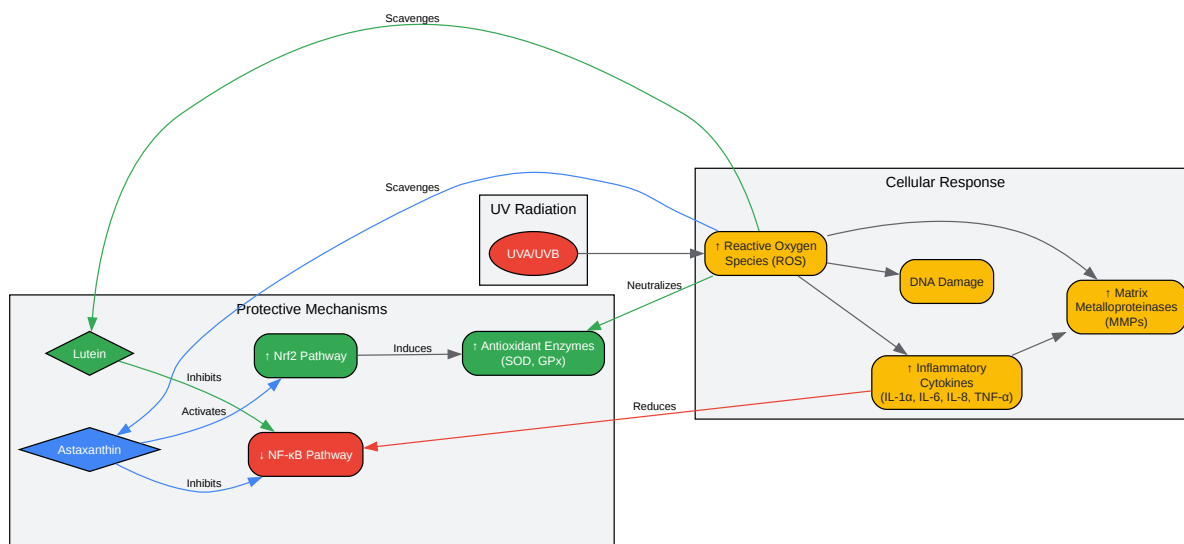 Scavenges
Scavenges
UV Radiation
UVA/UVB
Cellular Response
↑ Reactive Oxygen
Species (ROS)
DNA Damage
↑ Matrix
Metalloproteinases
(MMPs)
↑ Inflammatory
Cytokines
(IL-1α, IL-6, IL-8, TNF-α)
Neutralizes
Reduces
Protective Mechanisms
Lutein
↑ Nrf2 Pathway
Induces
↑ Antioxidant Enzymes
(SOD, GPx)
Inhibits
Activates
Astaxanthin
↓ NF-κB Pathway
Inhibits